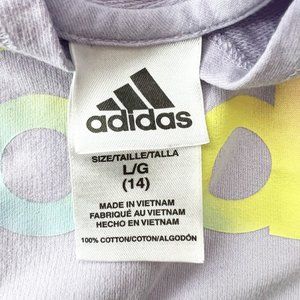 adidas
SIZE/TAILLE/TALLA
L/G
(14)
MADE IN VIETNAM
FABRIQUÉ AU VIETNAM
HECHO EN VIETNAM
100% COTTON/COTON/ALGODÓN